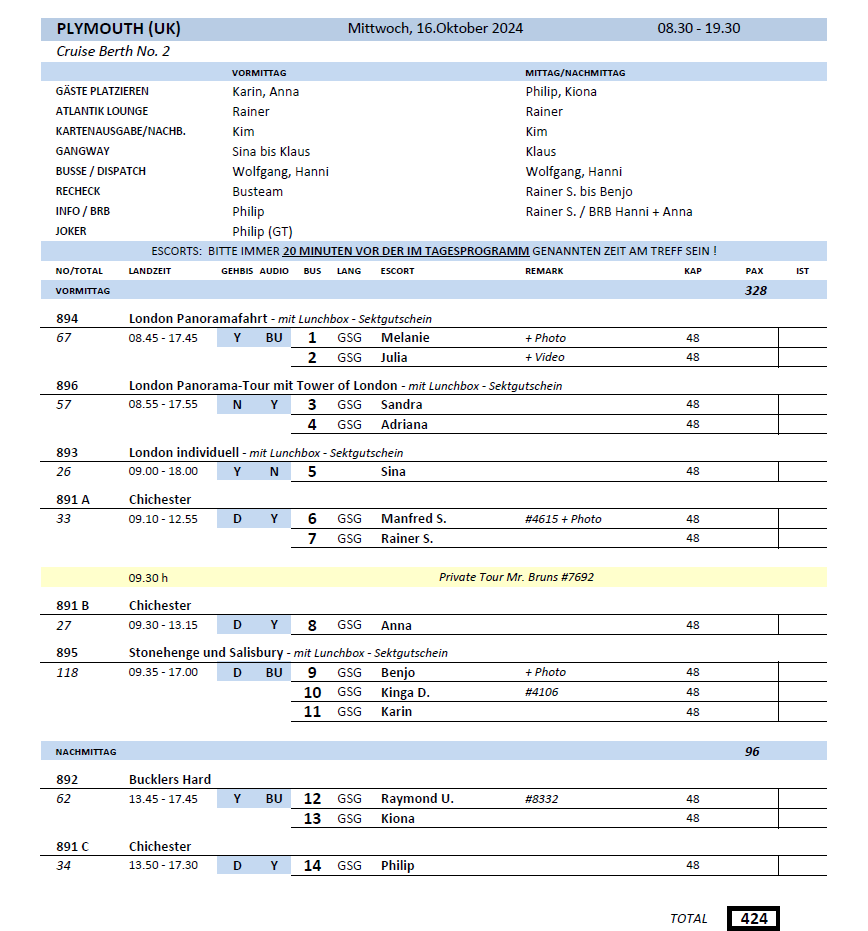 PLYMOUTH (UK) Mittwoch, 16.Oktober 2024 08.30 - 19.30
Cruise Berth No. 2
VORMITTAG MITTAG/NACHMITTAG
GÄSTE PLATZIEREN Karin, Anna Philip, Kiona
ATLANTIK LOUNGE Rainer Rainer
KARTENAUSGABE/NACHB. Kim Kim
GANGWAY Sina bis Klaus Klaus
BUSSE / DISPATCH Wolfgang, Hanni Wolfgang, Hanni
RECHECK Busteam Rainer S. bis Benjo
INFO / BRB Philip Rainer S. / BRB Hanni + Anna
JOKER Philip (GT)
ESCORTS: BITTE IMMER 20 MINUTEN VOR DER IM TAGESPROGRAMM GENANNTEN ZEIT AM TREFF SEIN !
NO/TOTAL LANDZEIT GEHBIS AUDIO BUS LANG ESCORT REMARK KAP PAX IST
VORMITTAG 328
894 London Panoramafahrt - mit Lunchbox - Sektgutschein
67 08.45 - 17.45 Y BU 1 GSG Melanie + Photo 48
2 GSG Julia + Video 48
896 London Panorama-Tour mit Tower of London - mit Lunchbox - Sektgutschein
57 08.55 - 17.55 N Y 3 GSG Sandra 48
4 GSG Adriana 48
893 London individuell - mit Lunchbox - Sektgutschein
26 09.00 - 18.00 Y N 5 Sina 48
891 A Chichester
33 09.10 - 12.55 D Y 6 GSG Manfred S. #4615 + Photo 48
7 GSG Rainer S. 48
09.30 h Private Tour Mr. Bruns #7692
891 B Chichester
27 09.30 - 13.15 D Y 8 GSG Anna 48
895 Stonehenge und Salisbury - mit Lunchbox - Sektgutschein
118 09.35 - 17.00 D BU 9 GSG Benjo + Photo 48
10 GSG Kinga D. #4106 48
11 GSG Karin 48
NACHMITTAG 96
892 Bucklers Hard
62 13.45 - 17.45 Y BU 12 GSG Raymond U. #8332 48
13 GSG Kiona 48
891 C Chichester
34 13.50 - 17.30 D Y 14 GSG Philip 48
TOTAL 424